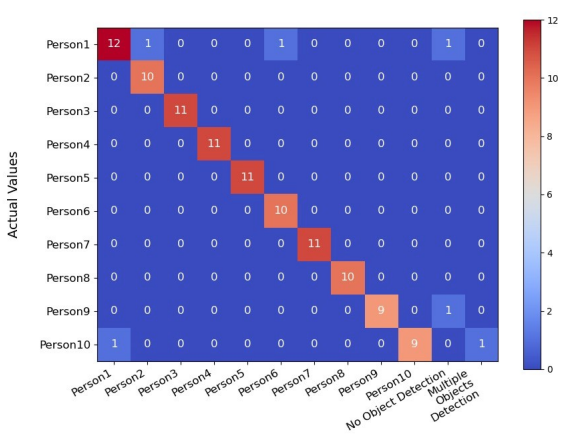 Actual Values
Person1 12 1 0 0 0 1 0 0 0 0 1 0
Person2 0 10 0 0 0 0 0 0 0 0 0 0
Person3 0 0 11 0 0 0 0 0 0 0 0 0
Person4 0 0 0 11 0 0 0 0 0 0 0 0
Person5 0 0 0 0 11 0 0 0 0 0 0 0
Person6 0 0 0 0 0 10 0 0 0 0 0 0
Person7 0 0 0 0 0 0 11 0 0 0 0 0
Person8 0 0 0 0 0 0 0 10 0 0 0 0
Person9 0 0 0 0 0 0 0 0 9 0 1 0
Person10 1 0 0 0 0 0 0 0 0 9 0 1
Person1
Person2
Person3
Person4
Person5
Person6
Person7
Person8
Person9
Person10
No Object Detection
Multiple
Objects
Detection
12
10
8
6
4
2
0